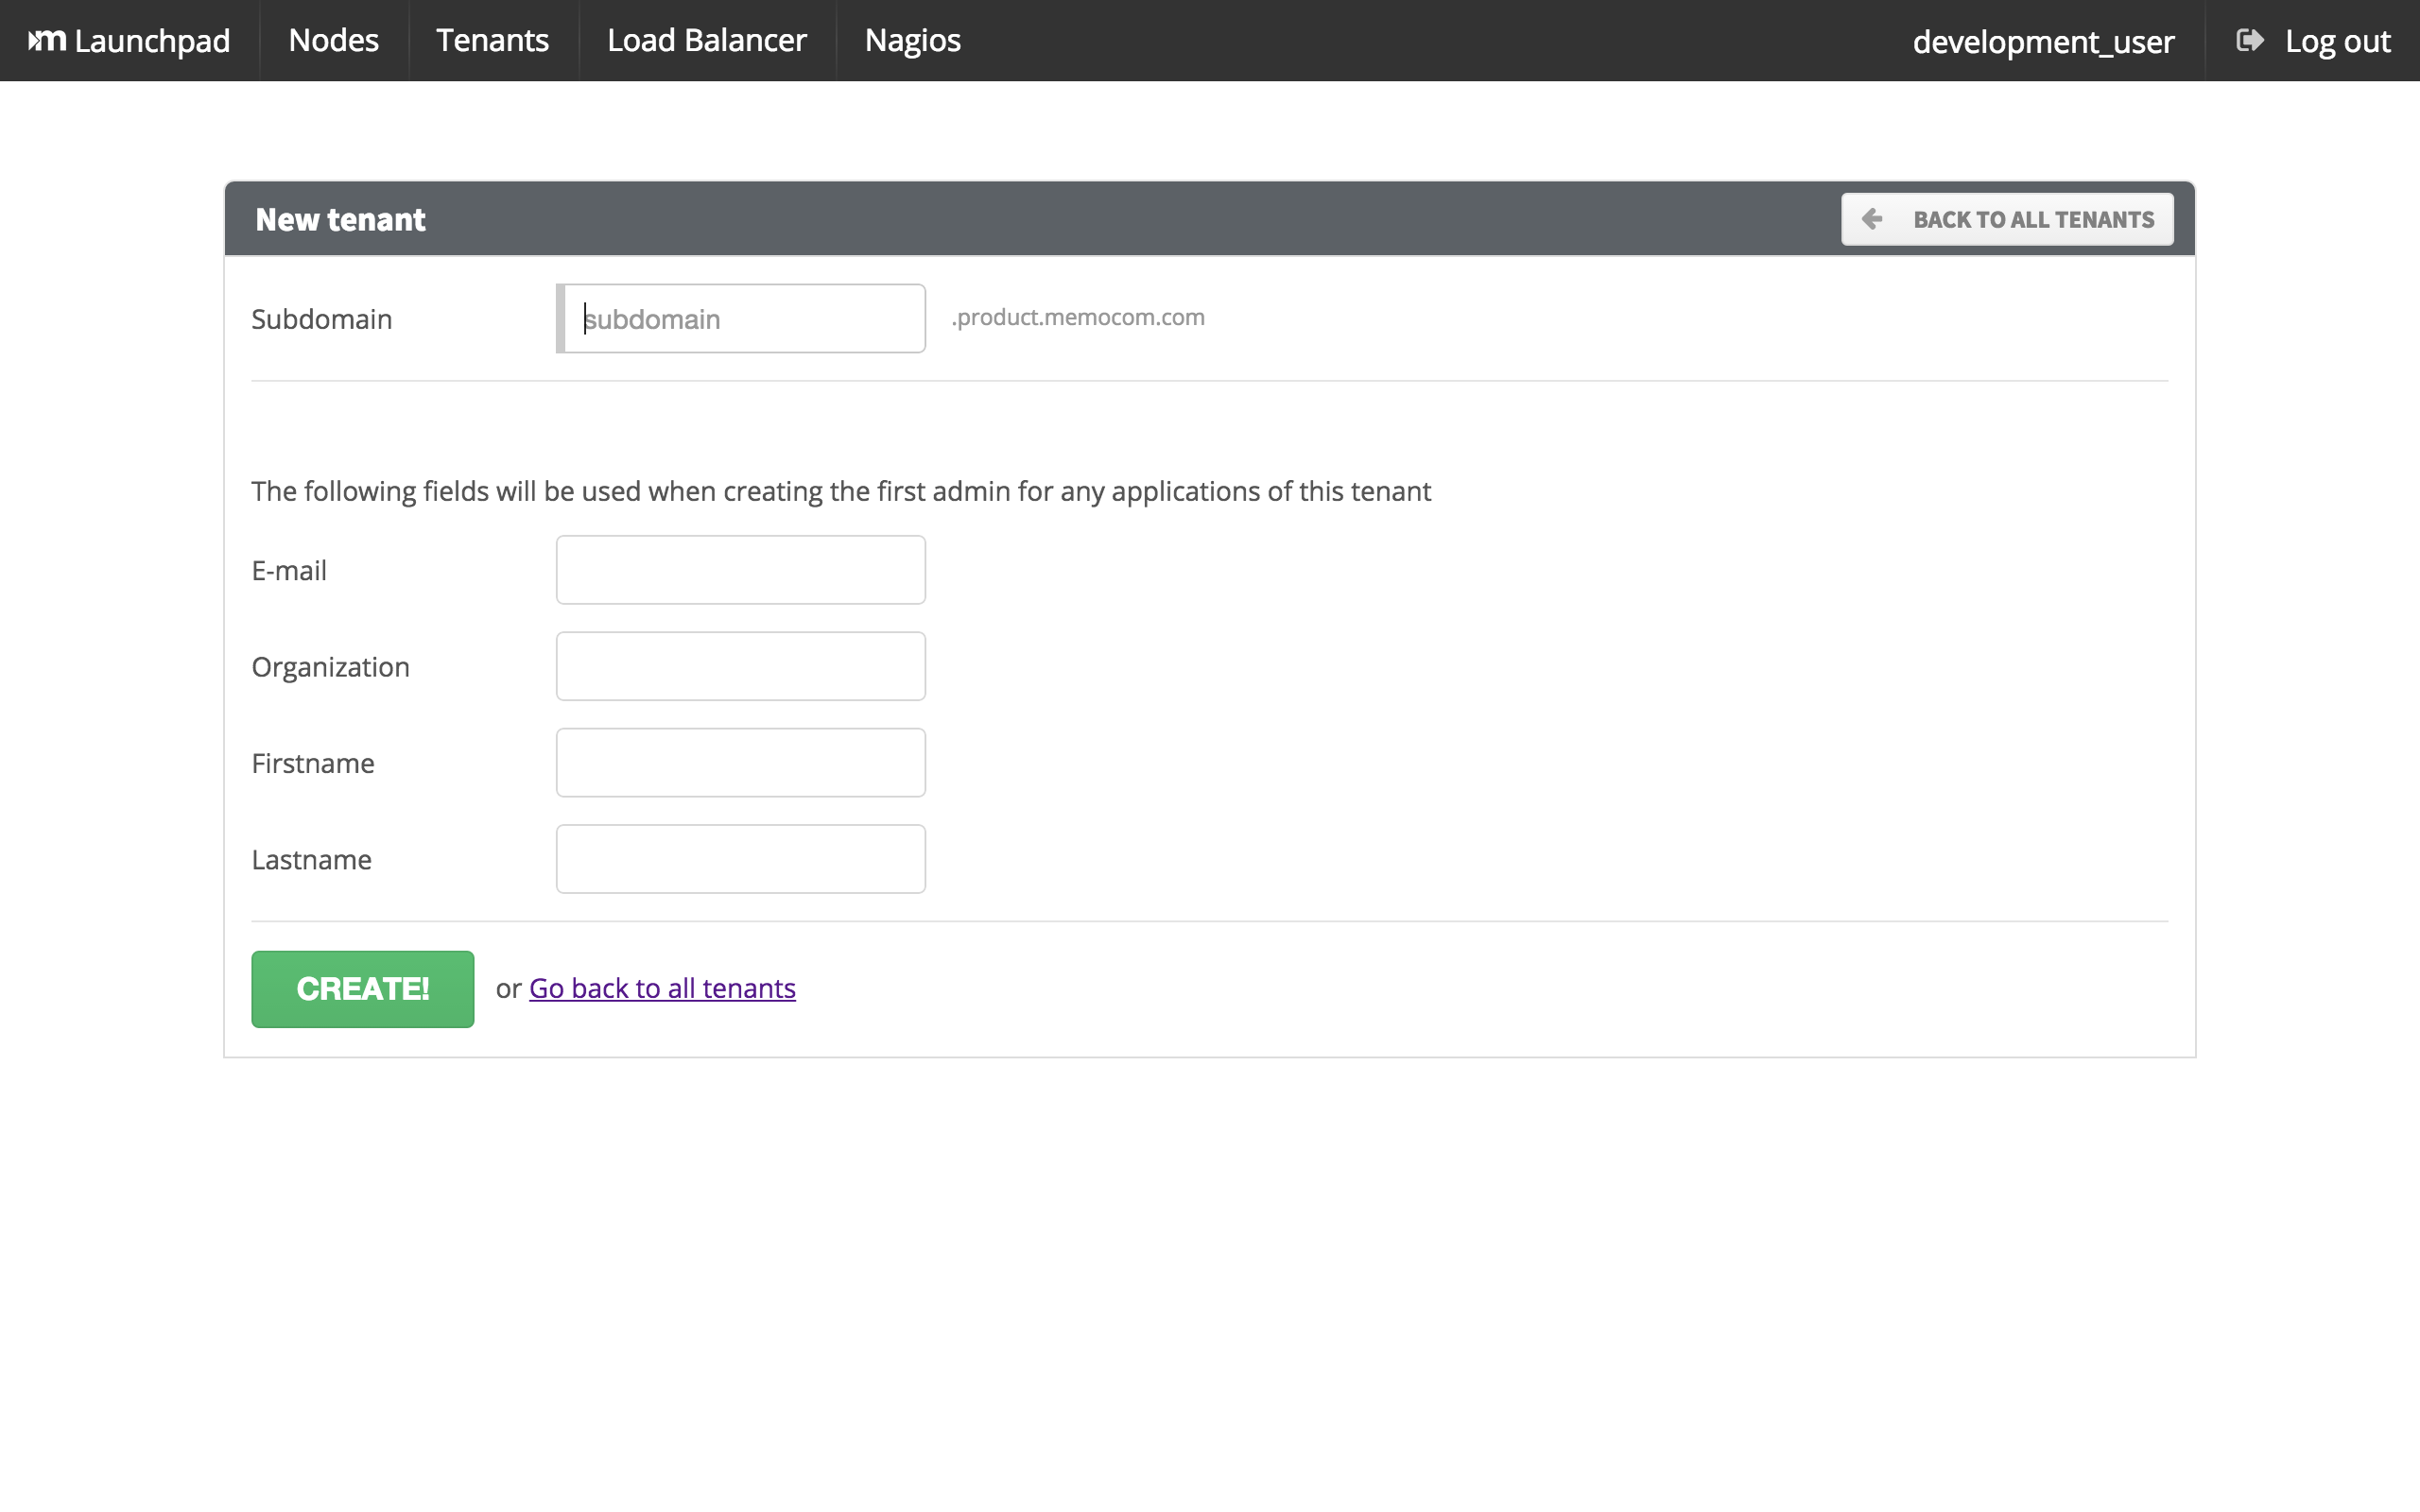 m Launchpad Nodes Tenants Load Balancer Nagios development_user Log out
New tenant BACK TO ALL TENANTS
Subdomain subdomain .product.memocom.com
The following fields will be used when creating the first admin for any applications of this tenant
E-mail
Organization
Firstname
Lastname
CREATE! or Go back to all tenants